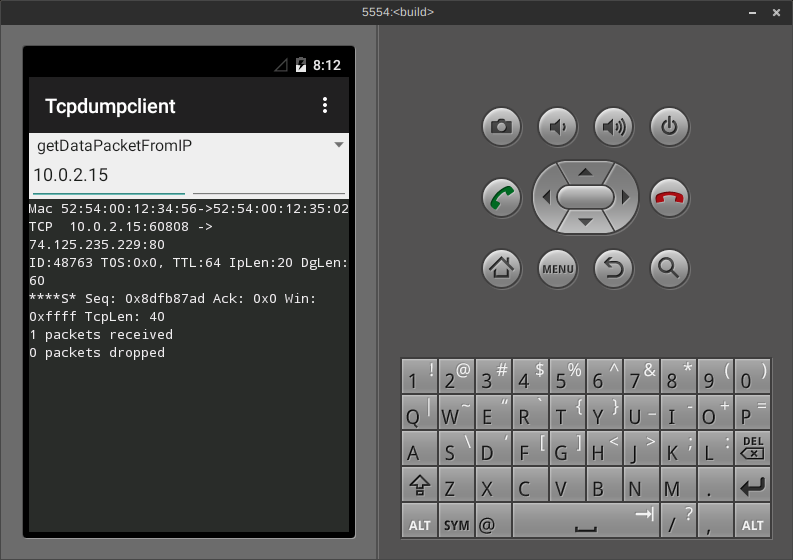 5554:<build>
8:12
Tcpdumpclient
getDataPacketFromIP
10.0.2.15
Mac 52:54:00:12:34:56->52:54:00:12:35:02
TCP  10.0.2.15:60808 ->
74.125.235.229:80
ID:48763 TOS:0x0, TTL:64 IpLen:20 DgLen:
60
****S* Seq: 0x8dfb87ad Ack: 0x0 Win:
0xffff TcpLen: 40
1 packets received
0 packets dropped
MENU
1 ! 2 @ 3 # 4 $ 5 % 6 ^ 7 & 8 * 9 ( 0 )
Q | W ~ E “ R ` T { Y } U _ I - O + P =
A S \ D ‘ F [ G ] H < J > K ; L : DEL
Z X C V B N M .
ALT SYM @ / ? , ALT